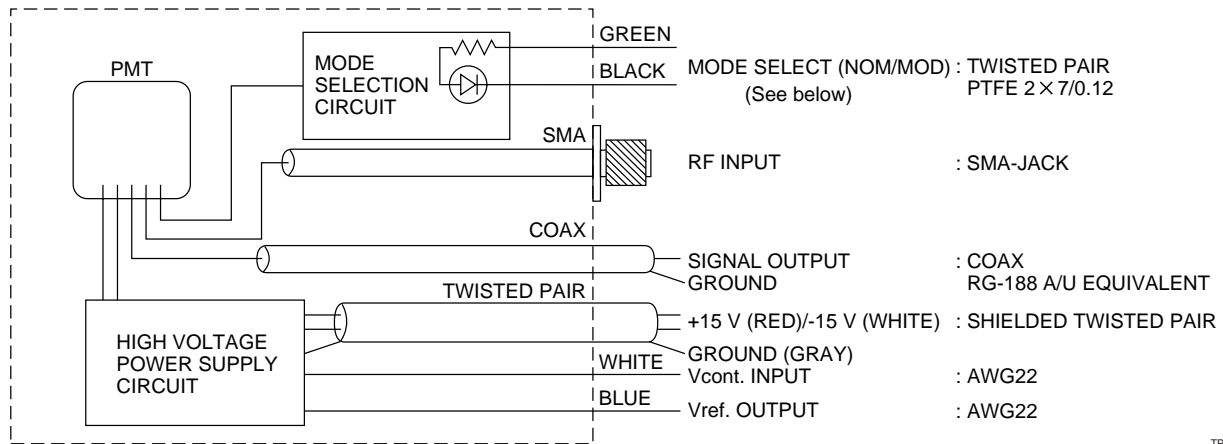 GREEN
PMT
MODE
SELECTION
CIRCUIT
BLACK
MODE SELECT (NOM/MOD) : TWISTED PAIR
(See below) PTFE 2×7/0.12
SMA
RF INPUT : SMA-JACK
COAX
SIGNAL OUTPUT : COAX
GROUND RG-188 A/U EQUIVALENT
TWISTED PAIR
+15 V (RED)/-15 V (WHITE) : SHIELDED TWISTED PAIR
HIGH VOLTAGE
POWER SUPPLY
CIRCUIT
GROUND (GRAY)
WHITE
Vcont. INPUT : AWG22
BLUE
Vref. OUTPUT : AWG22